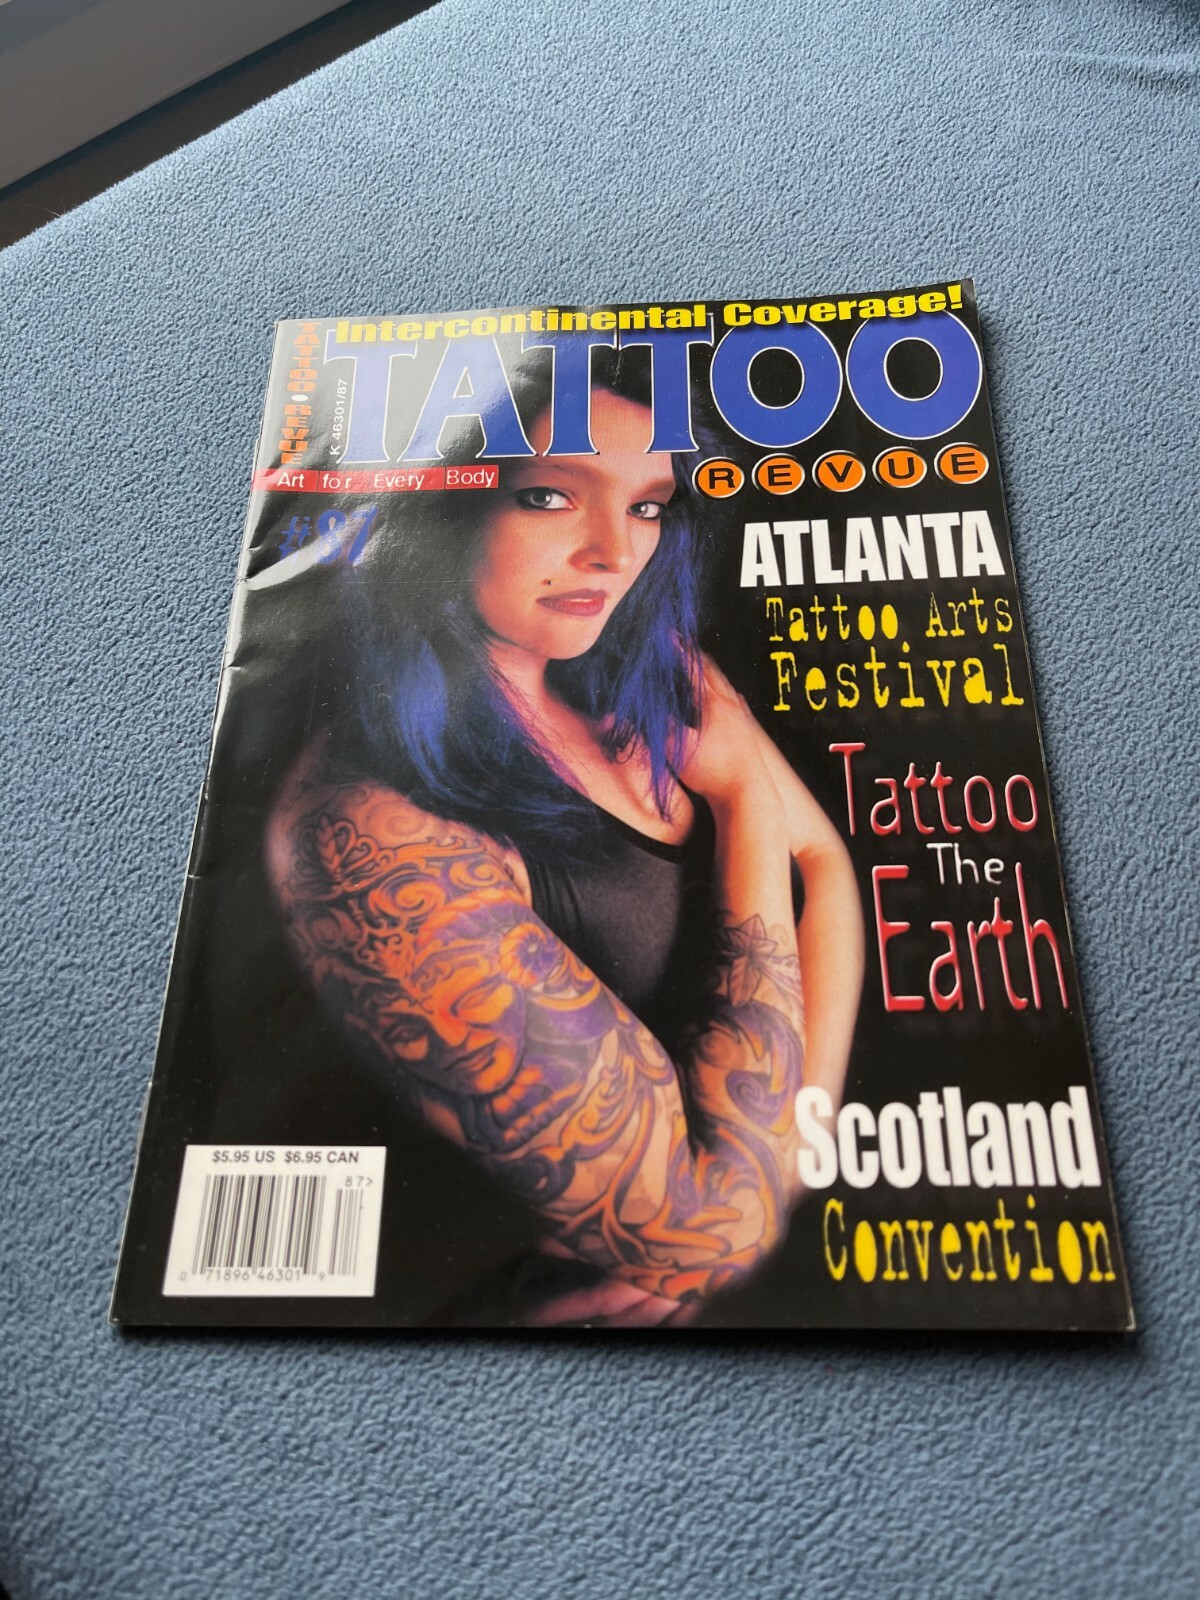 Intercontinental Coverage!
TATTOO
REVUE
TATTOO • REVUE
K 46301/87
Art for Every Body
#87
ATLANTA
Tattoo Arts
Festival
Tattoo
The
Earth
Scotland
Convention
$5.95 US $6.95 CAN
87>
0 71896 46301 9